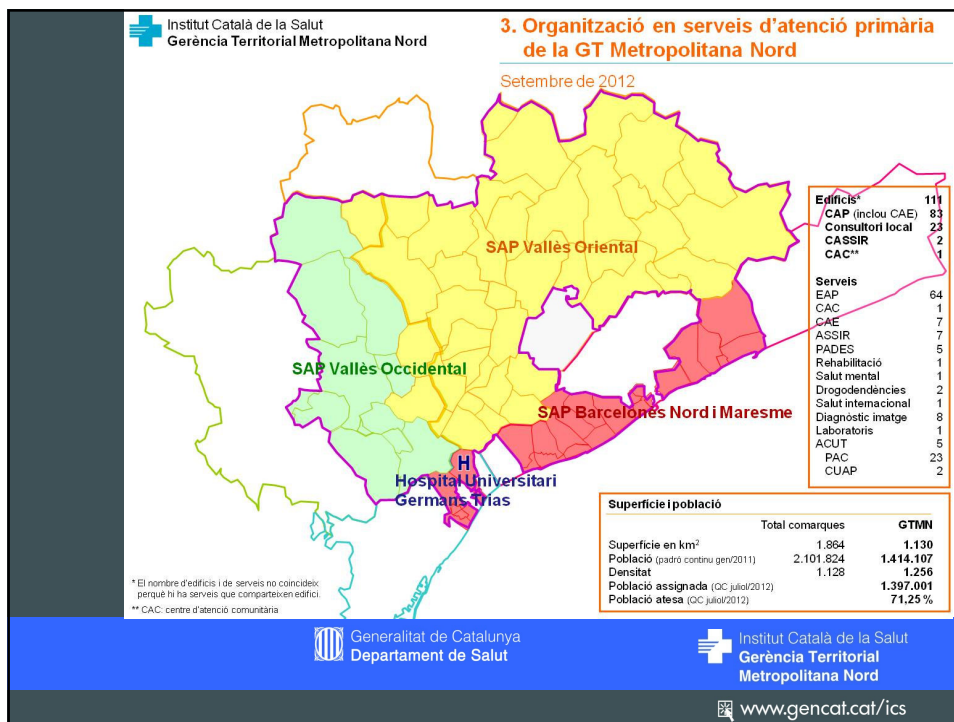 Institut Català de la Salut
Gerència Territorial Metropolitana Nord
3. Organització en serveis d'atenció primària
de la GT Metropolitana Nord
Setembre de 2012
SAP Vallès Oriental
SAP Vallès Occidental
SAP Barcelonès Nord i Maresme
H
Hospital Universitari
Germans Trias
Edificis* 111
CAP (inclou CAE) 83
Consultori local 23
CASSIR 2
CAC** 1
Serveis
EAP 64
CAC 1
CAE 7
ASSIR 7
PADES 5
Rehabilitació 1
Salut mental 1
Drogodendències 2
Salut internacional 1
Diagnòstic imatge 8
Laboratoris 1
ACUT 5
PAC 23
CUAP 2
Superfície i població
Total comarques GTMN
Superfície en km² 1.864 1.130
Població (padró continu gen/2011) 2.101.824 1.414.107
Densitat 1.128 1.256
Població assignada (QC juliol/2012) 1.397.001
Població atesa (QC juliol/2012) 71,25 %
* El nombre d'edificis i de serveis no coincideix
perquè hi ha serveis que comparteixen edifici.
** CAC: centre d'atenció comunitària
Generalitat de Catalunya
Departament de Salut
Institut Català de la Salut
Gerència Territorial
Metropolitana Nord
www.gencat.cat/ics